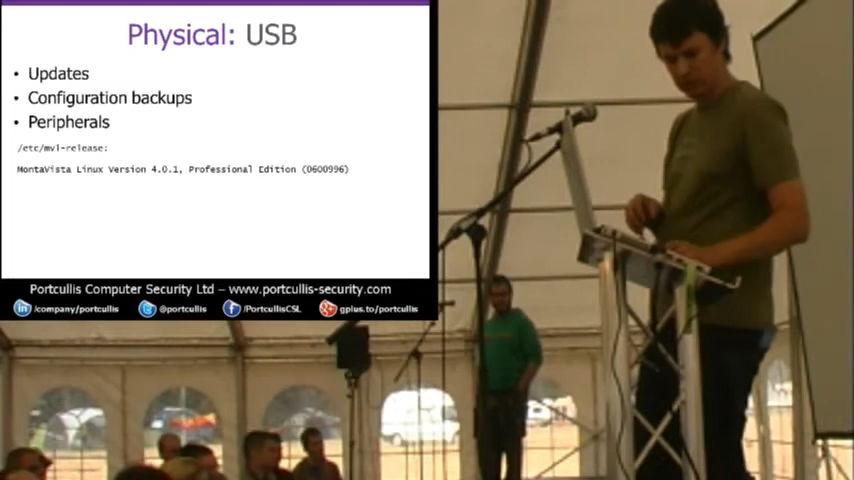 Physical: USB
• Updates
• Configuration backups
• Peripherals
/etc/mvl-release:
MontaVista Linux Version 4.0.1, Professional Edition (0600996)
Portcullis Computer Security Ltd – www.portcullis-security.com
/company/portcullis @portcullis /PortcullisCSL gplus.to/portcullis